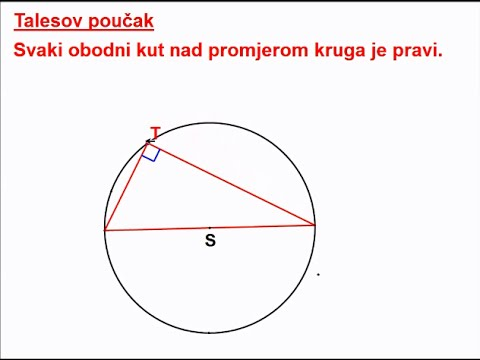 Talesov poučak
Svaki obodni kut nad promjerom kruga je pravi.
T
S